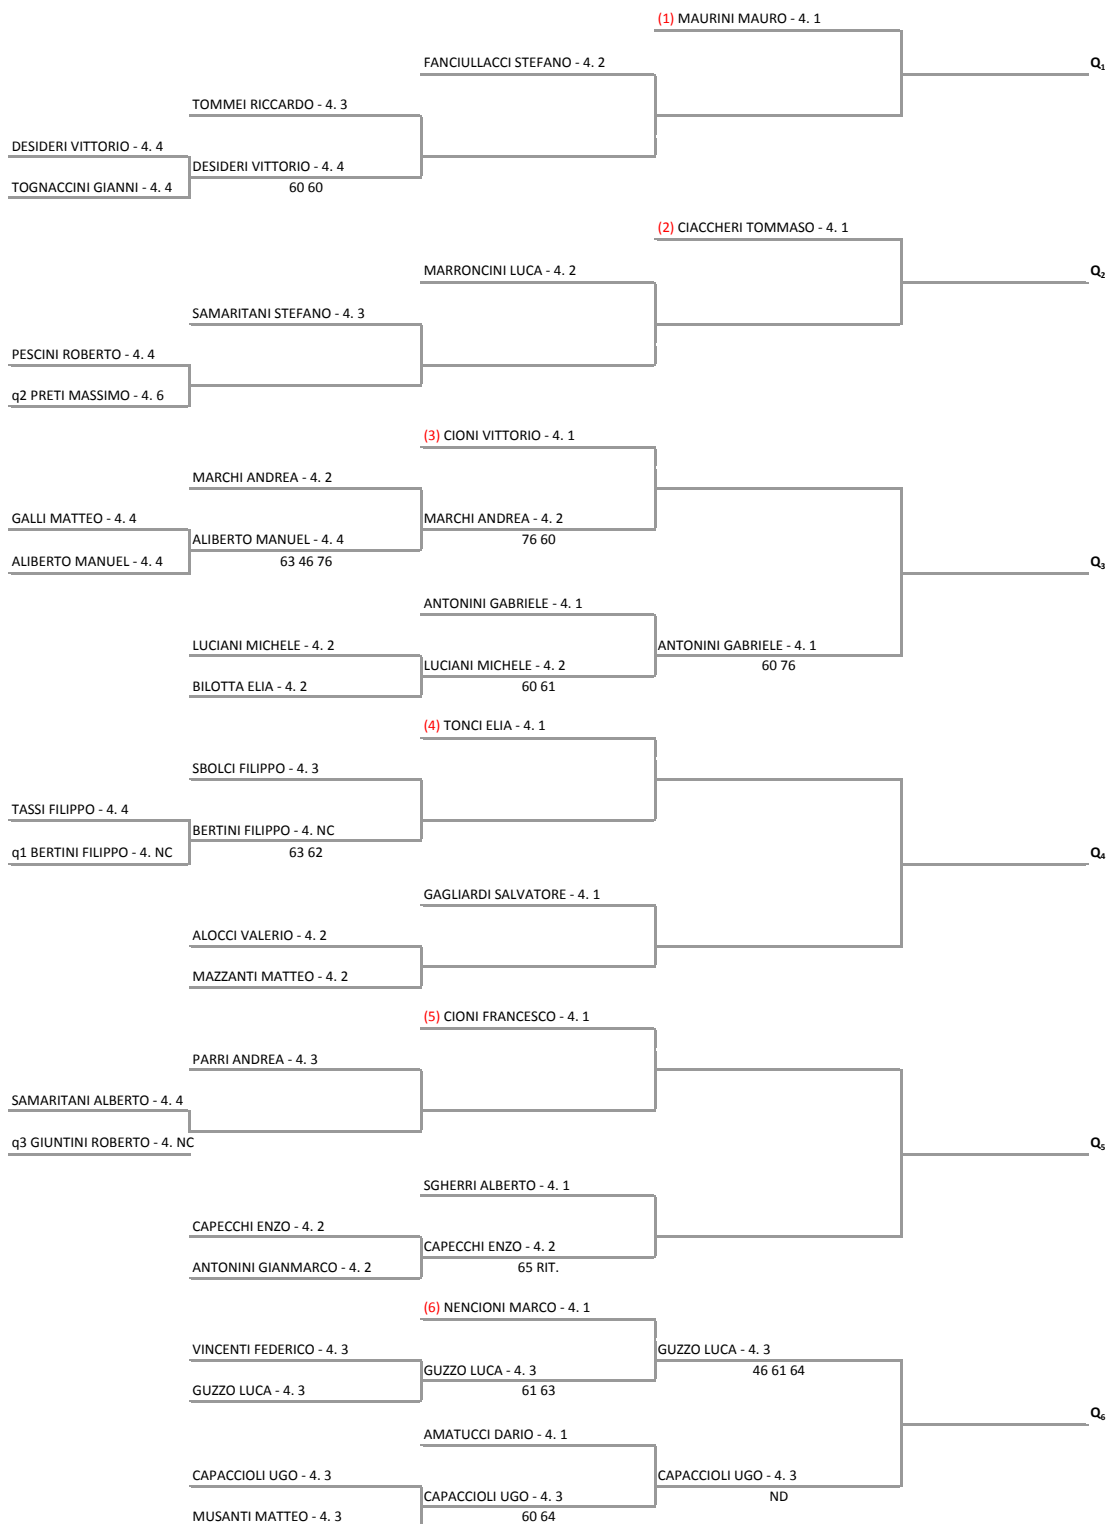 (1) MAURINI MAURO - 4. 1
FANCIULLACCI STEFANO - 4. 2
Q1
TOMMEI RICCARDO - 4. 3
DESIDERI VITTORIO - 4. 4
DESIDERI VITTORIO - 4. 4
TOGNACCINI GIANNI - 4. 4
60 60
(2) CIACCHERI TOMMASO - 4. 1
MARRONCINI LUCA - 4. 2
Q2
SAMARITANI STEFANO - 4. 3
PESCINI ROBERTO - 4. 4
q2 PRETI MASSIMO - 4. 6
(3) CIONI VITTORIO - 4. 1
MARCHI ANDREA - 4. 2
GALLI MATTEO - 4. 4
MARCHI ANDREA - 4. 2
ALIBERTO MANUEL - 4. 4
76 60
ALIBERTO MANUEL - 4. 4
63 46 76
Q3
ANTONINI GABRIELE - 4. 1
LUCIANI MICHELE - 4. 2
ANTONINI GABRIELE - 4. 1
LUCIANI MICHELE - 4. 2
60 76
BILOTTA ELIA - 4. 2
60 61
(4) TONCI ELIA - 4. 1
SBOLCI FILIPPO - 4. 3
TASSI FILIPPO - 4. 4
BERTINI FILIPPO - 4. NC
q1 BERTINI FILIPPO - 4. NC
63 62
Q4
GAGLIARDI SALVATORE - 4. 1
ALOCCI VALERIO - 4. 2
MAZZANTI MATTEO - 4. 2
(5) CIONI FRANCESCO - 4. 1
PARRI ANDREA - 4. 3
SAMARITANI ALBERTO - 4. 4
q3 GIUNTINI ROBERTO - 4. NC
Q5
SGHERRI ALBERTO - 4. 1
CAPECCHI ENZO - 4. 2
CAPECCHI ENZO - 4. 2
ANTONINI GIANMARCO - 4. 2
65 RIT.
(6) NENCIONI MARCO - 4. 1
VINCENTI FEDERICO - 4. 3
GUZZO LUCA - 4. 3
GUZZO LUCA - 4. 3
46 61 64
GUZZO LUCA - 4. 3
61 63
Q6
AMATUCCI DARIO - 4. 1
CAPACCIOLI UGO - 4. 3
CAPACCIOLI UGO - 4. 3
CAPACCIOLI UGO - 4. 3
ND
MUSANTI MATTEO - 4. 3
60 64